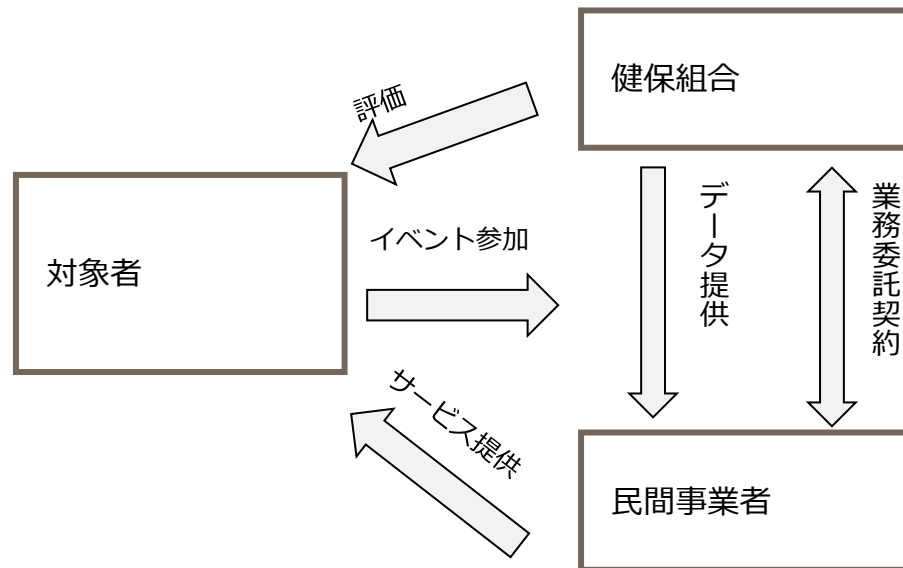 健保組合
評価
対象者
イベント参加
データ提供
業務委託契約
サービス提供
民間事業者